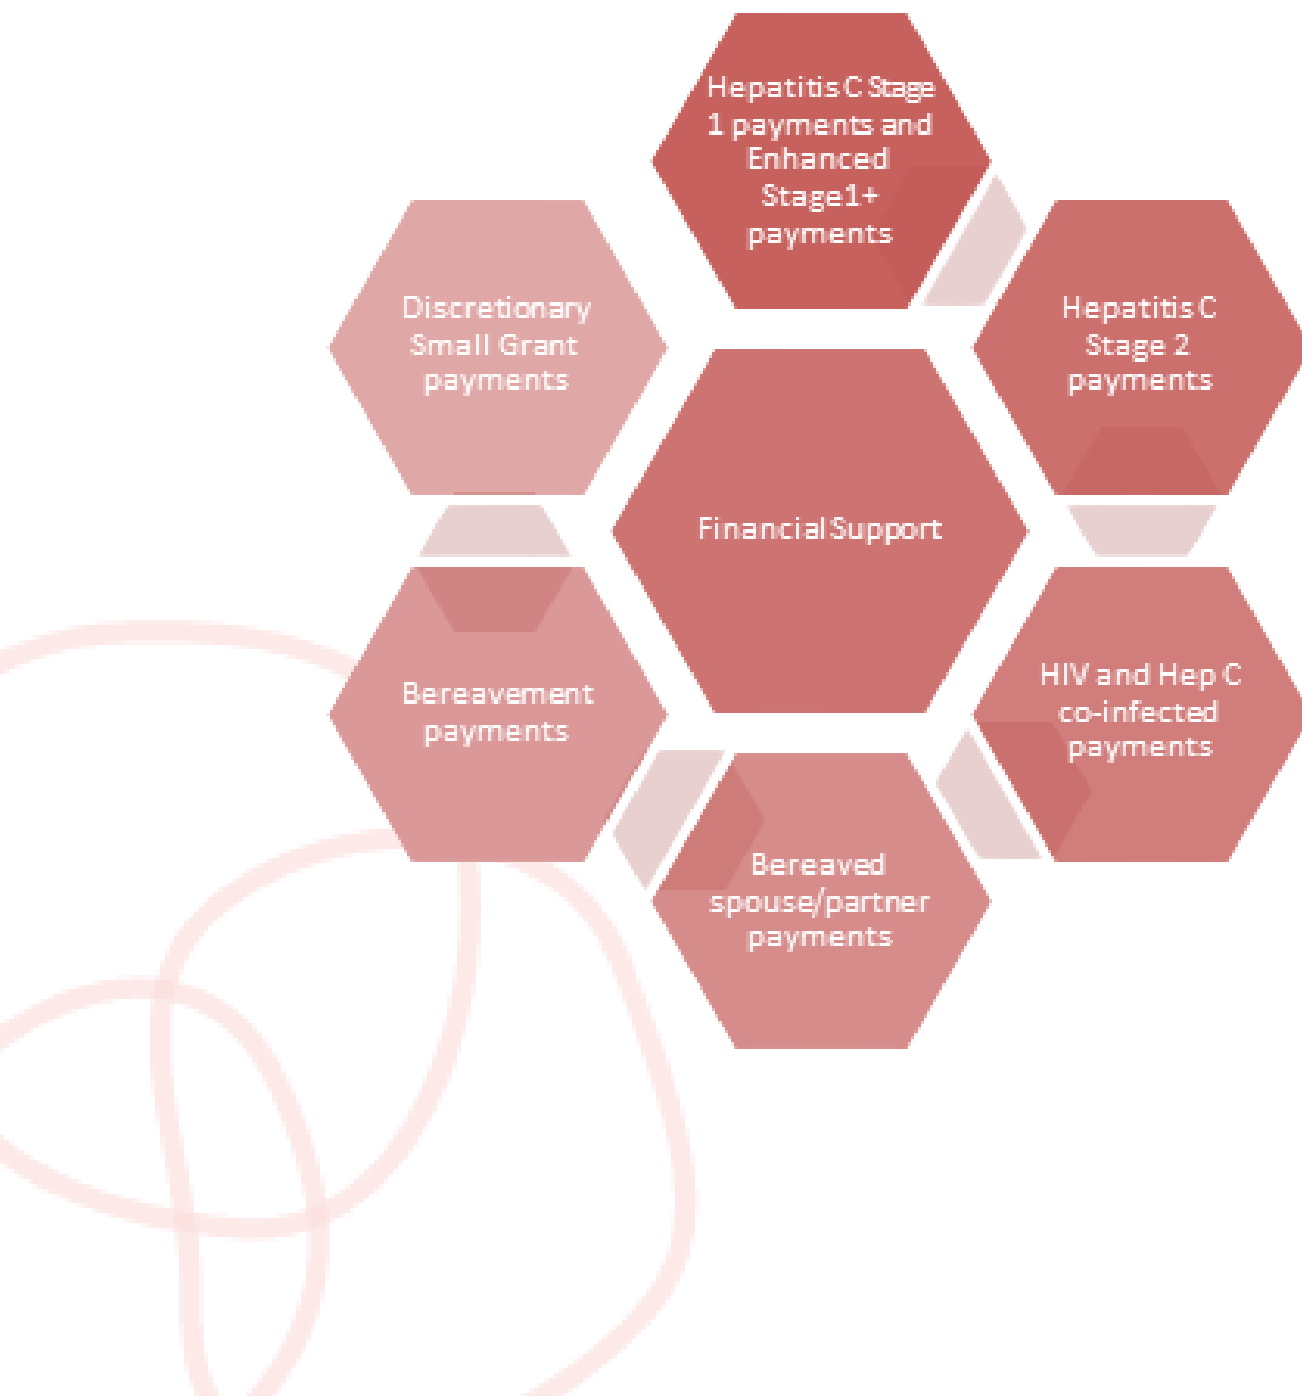 Hepatitis C Stage
1 payments and
Enhanced
Stage1+
payments
Hepatitis C
Stage 2
payments
HIV and Hep C
co-infected
payments
Bereaved
spouse/partner
payments
Bereavement
payments
Discretionary
Small Grant
payments
Financial Support